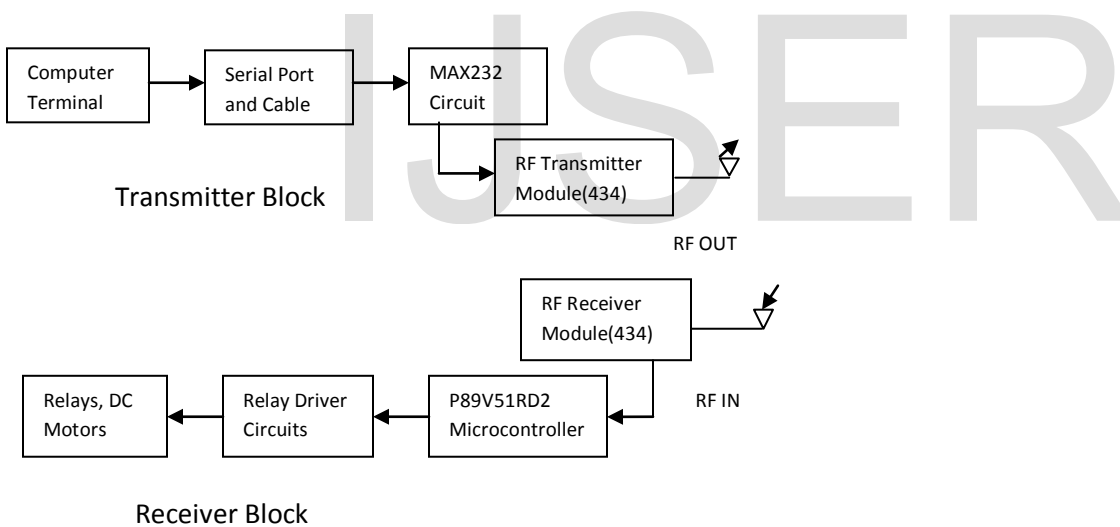 IJSER
Computer
Terminal
Serial Port
and Cable
MAX232
Circuit
RF Transmitter
Module(434)
Transmitter Block
RF OUT
RF Receiver
Module(434)
RF IN
Relays, DC
Motors
Relay Driver
Circuits
P89V51RD2
Microcontroller
Receiver Block